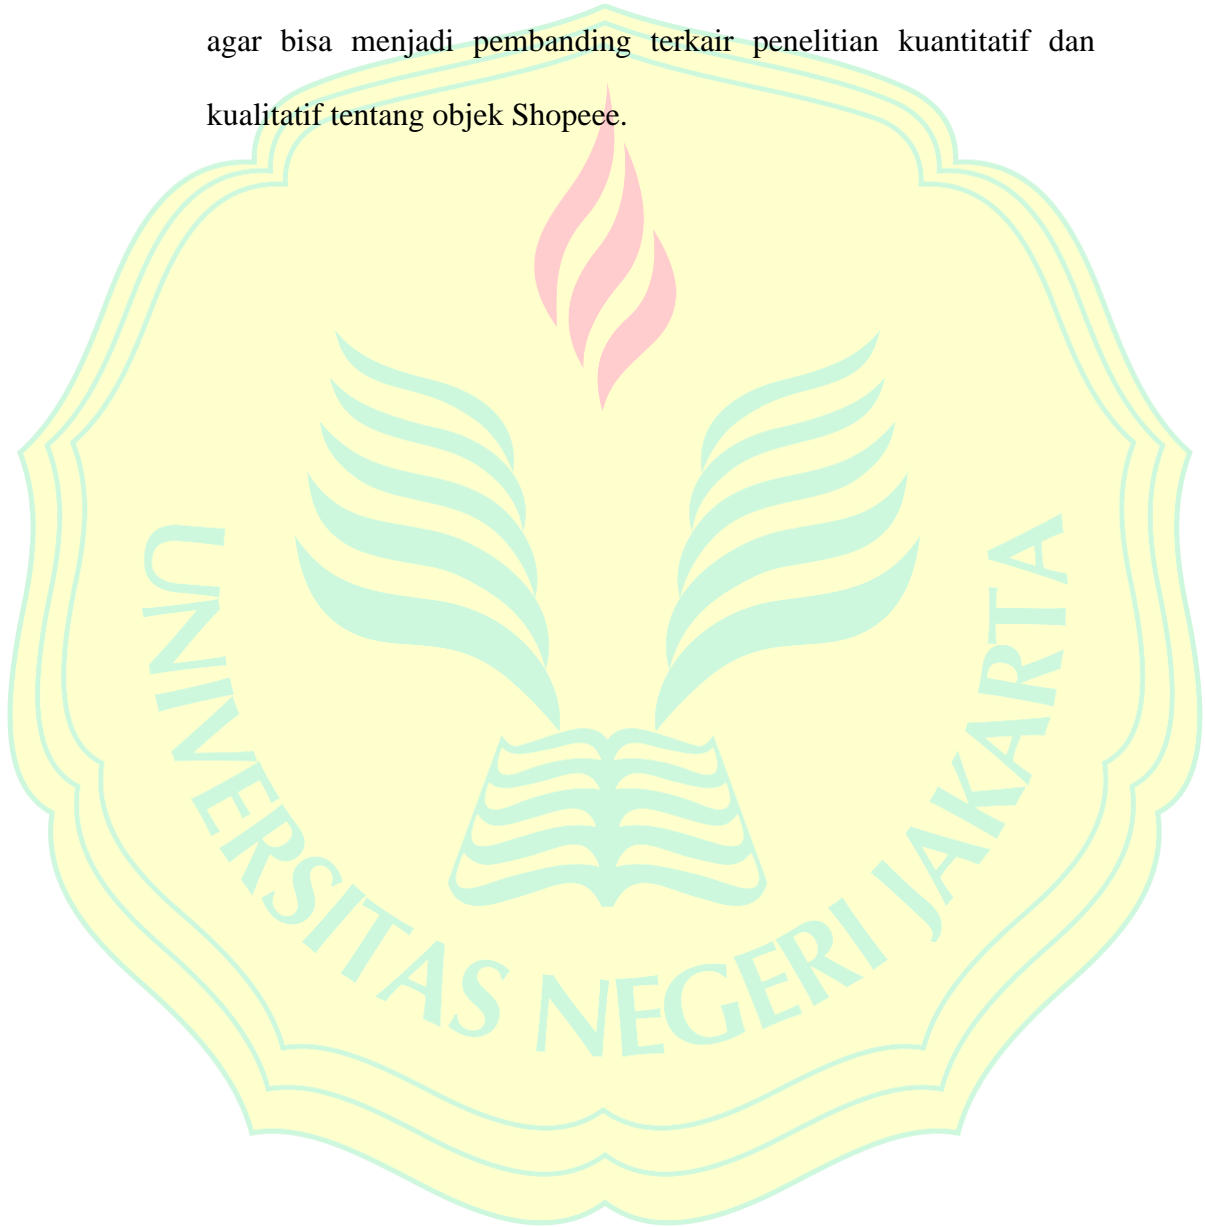 agar bisa menjadi pembanding terkair penelitian kuantitatif dan
kualitatif tentang objek Shopeee.
UNIVERSITAS NEGERI JAKARTA